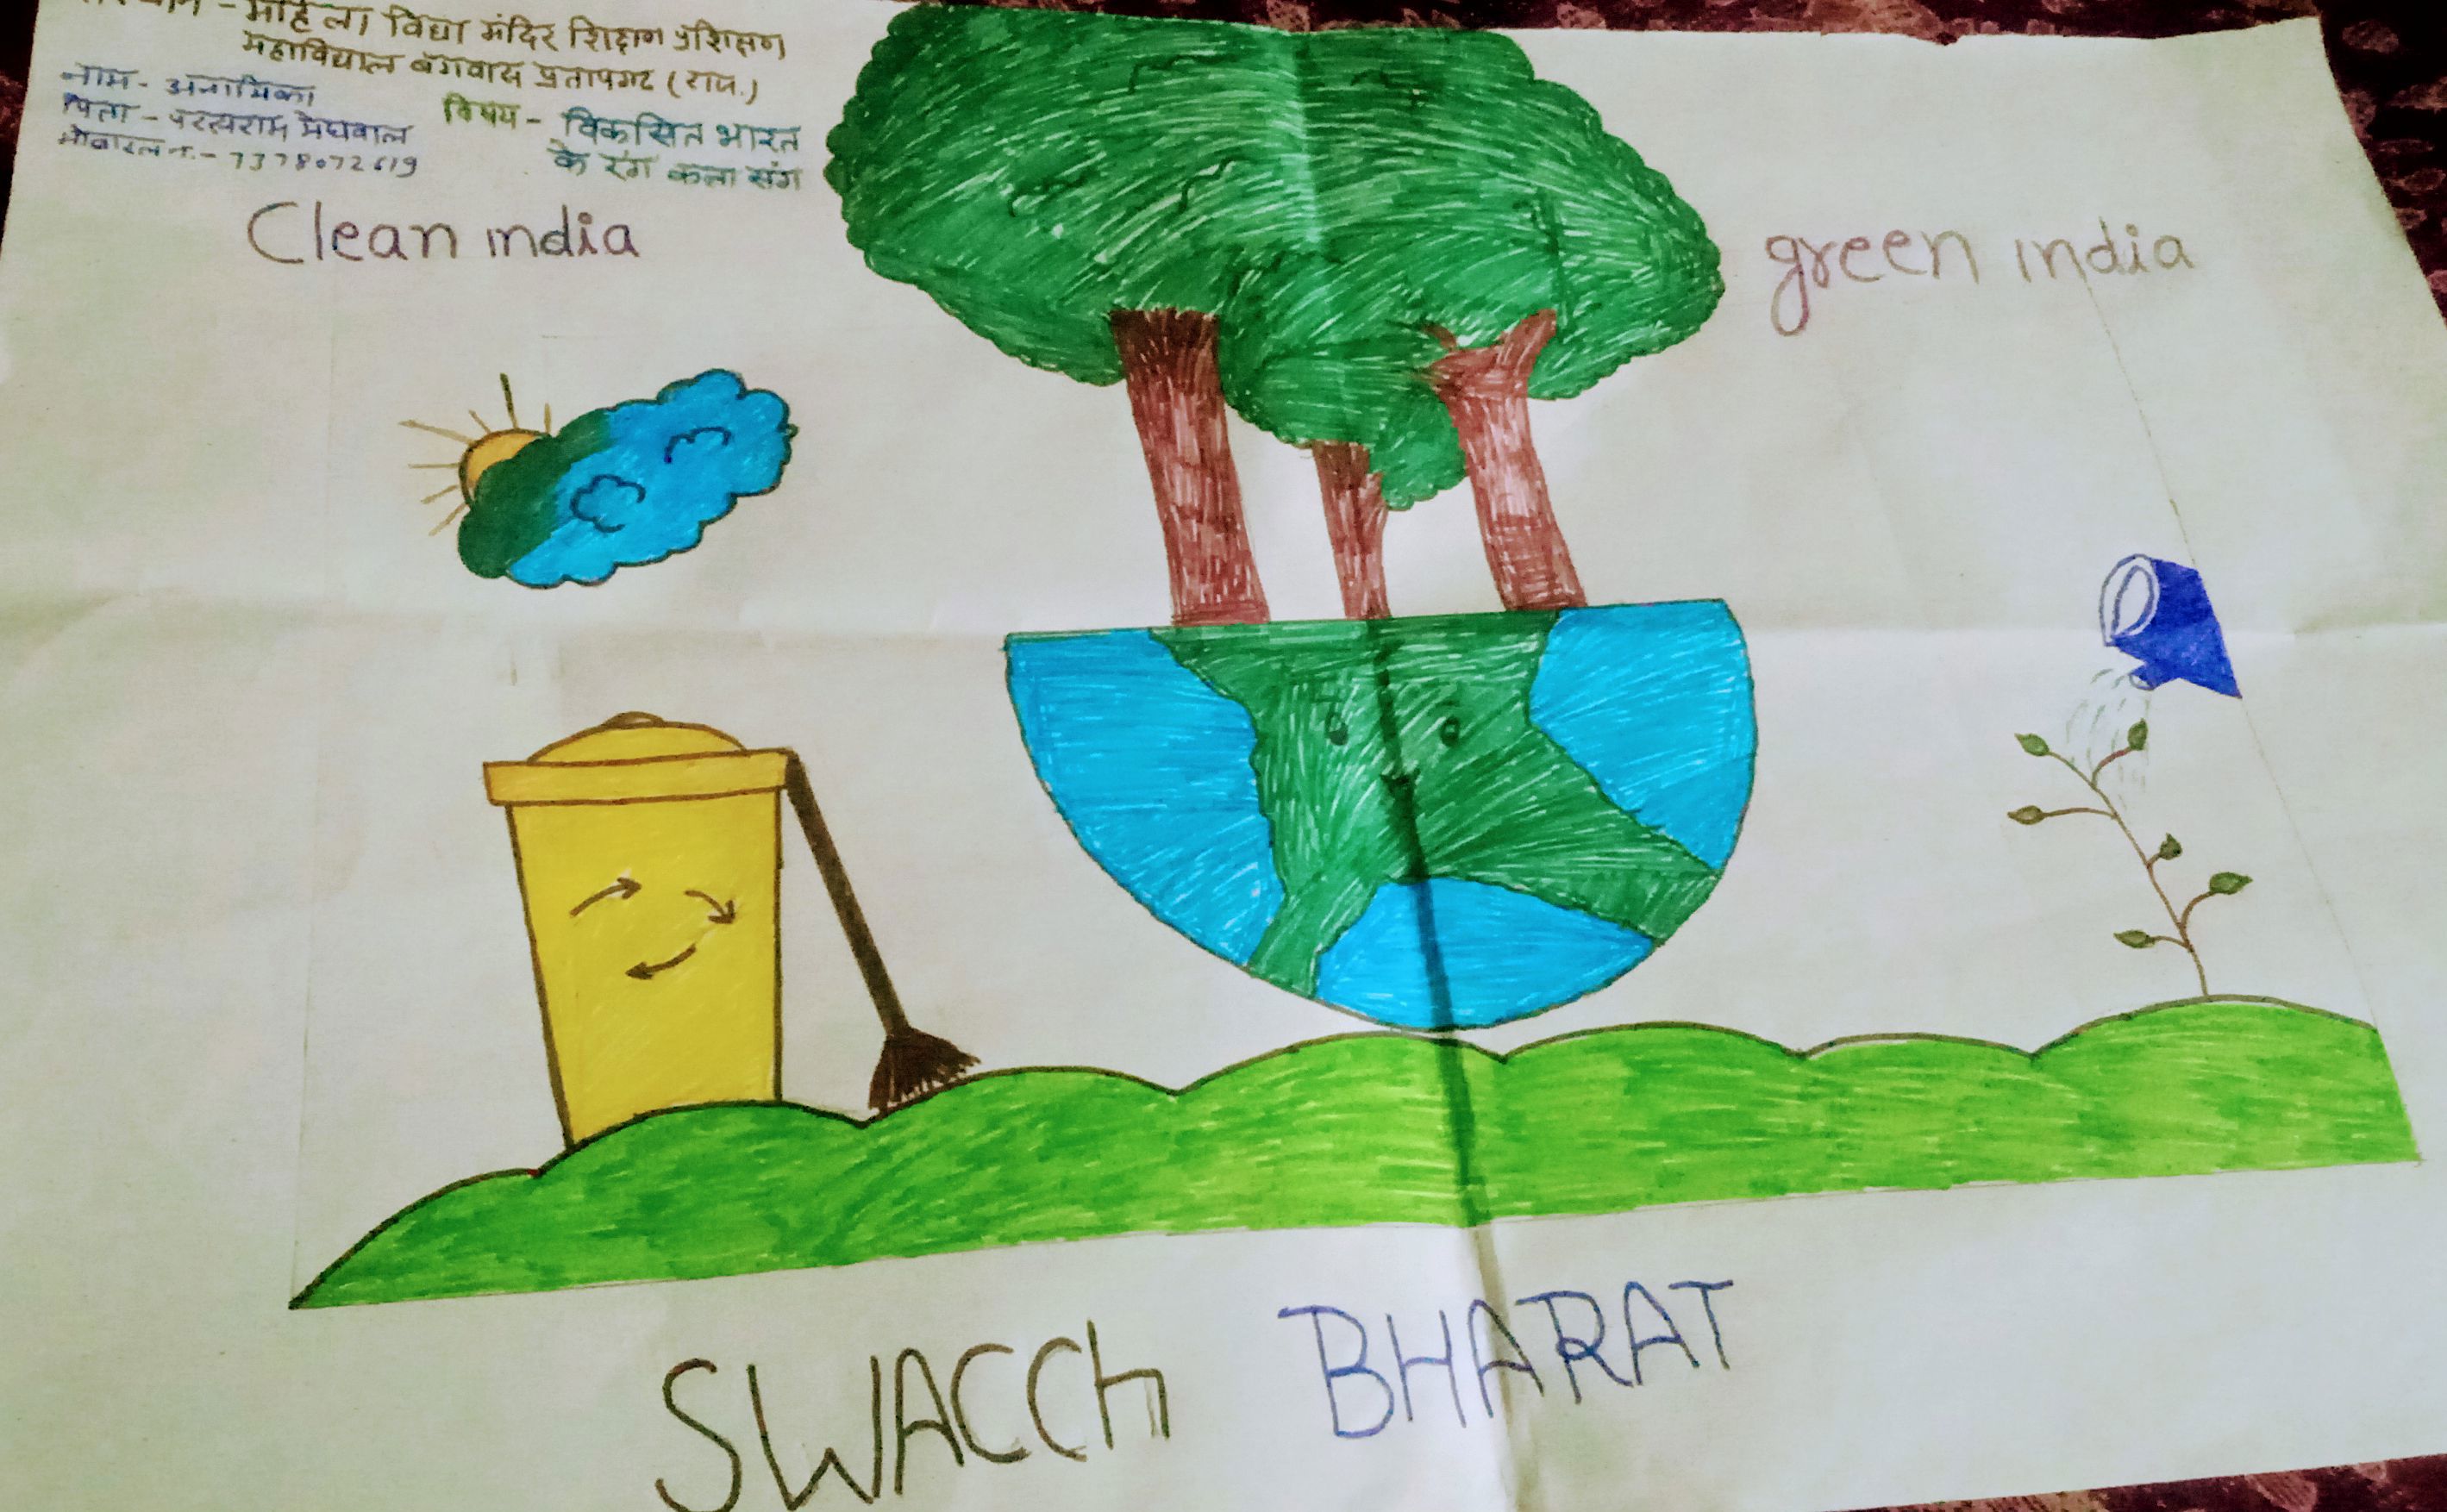 संस्थान - महिला विद्या मंदिर शिक्षण प्रशिक्षण
महाविद्याल बगवास प्रतापगढ (राज.)
नाम - अनामिका
पिता - परसराम मेघवाल
मोबाइल न. - 7378072619
विषय - विकसित भारत
के रंग कला संग
Clean india
green india
SWACCh BHARAT